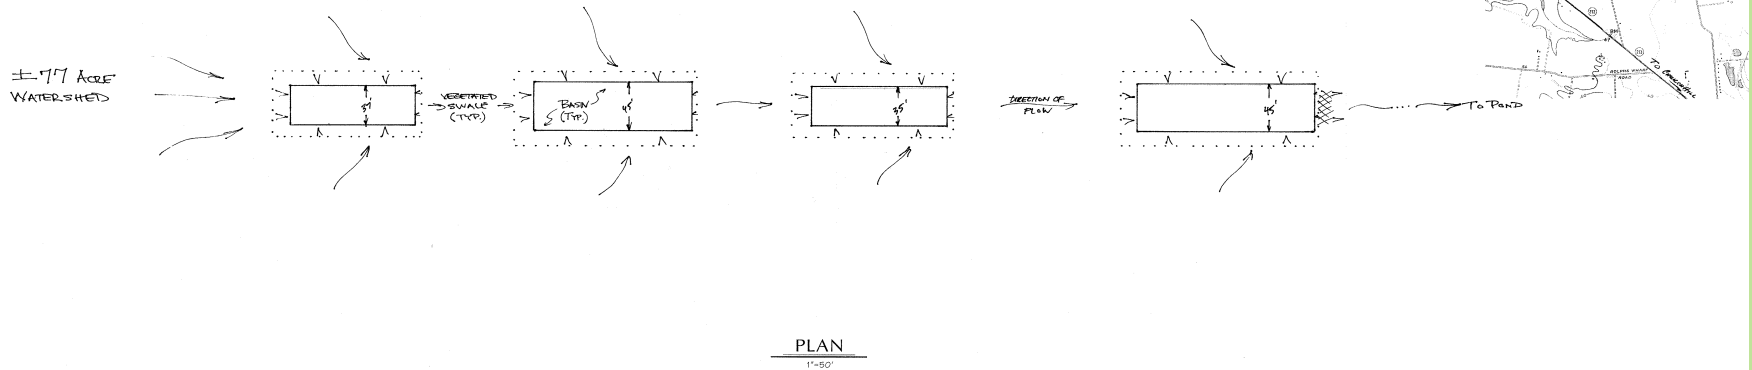 ±77 ACRE
WATERSHED
VEGETATED
SWALE
(TYP.)
BASIN
(TYP.)
45'
35'
DIRECTION OF
FLOW
45'
TO POND
PLAN
1"=50'